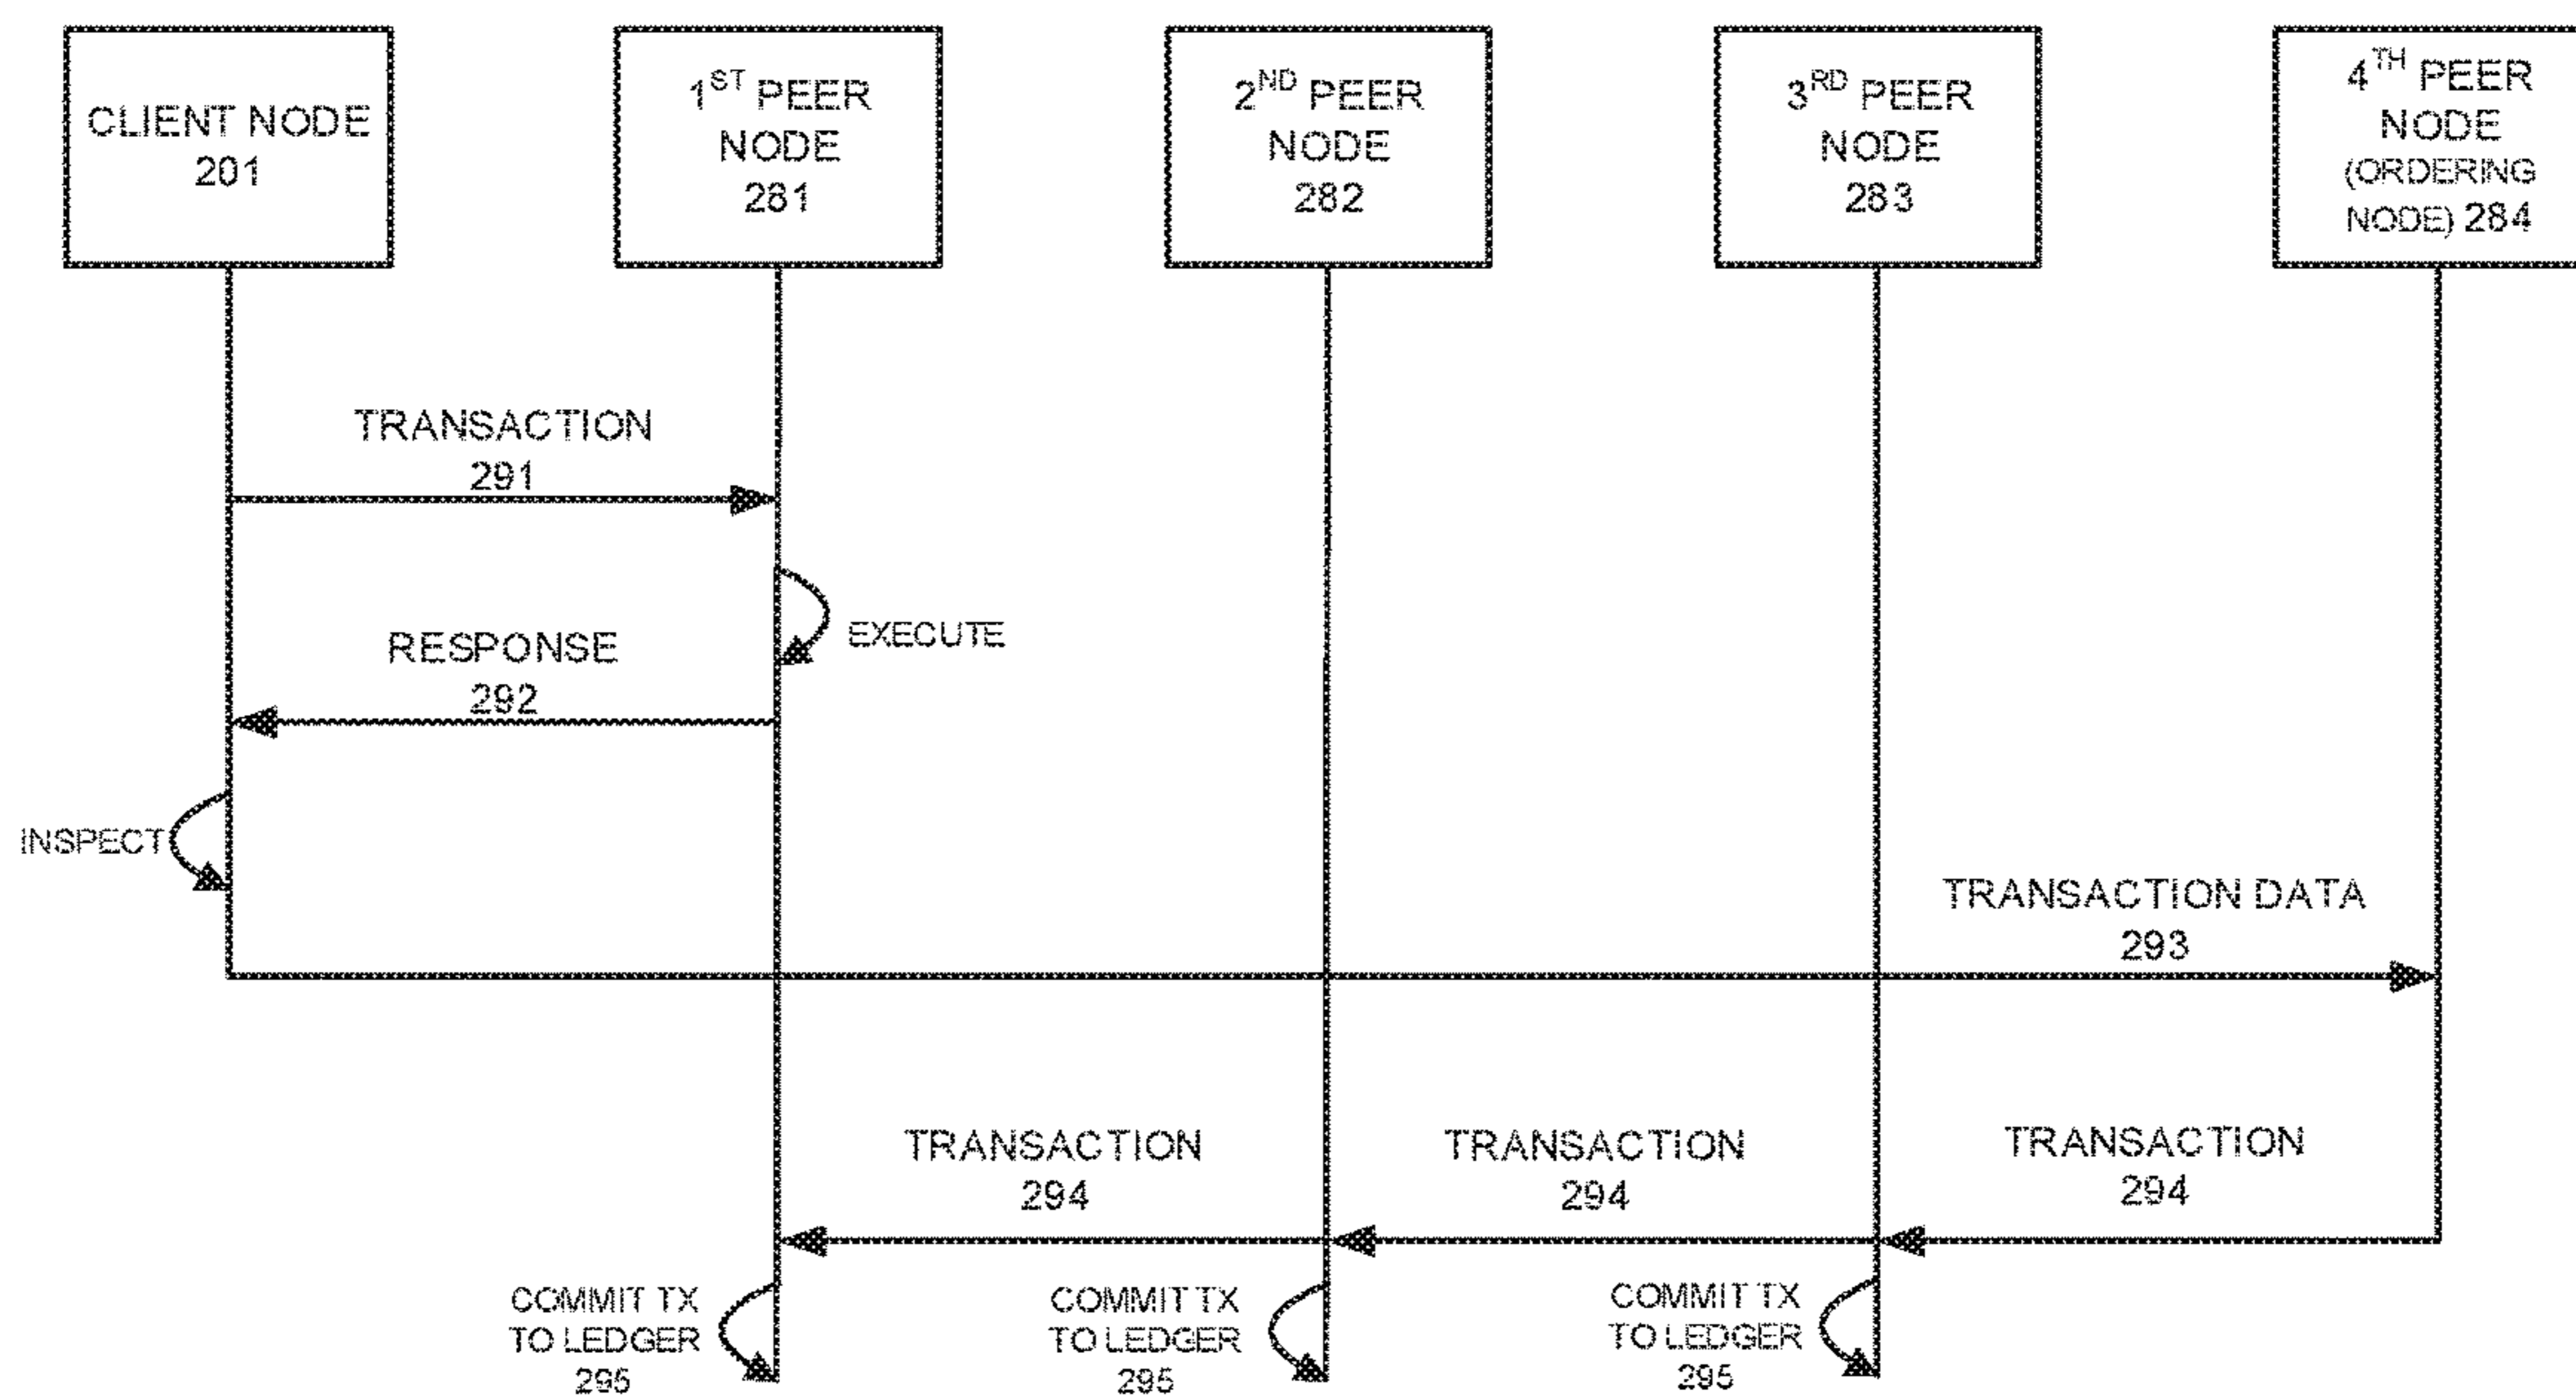 CLIENT NODE
201
1ST PEER
NODE
281
2ND PEER
NODE
282
3RD PEER
NODE
283
4TH PEER
NODE
(ORDERING
NODE) 284
TRANSACTION
291
EXECUTE
RESPONSE
292
INSPECT
TRANSACTION DATA
293
TRANSACTION
294
TRANSACTION
294
TRANSACTION
294
COMMIT TX
TO LEDGER
295
COMMIT TX
TO LEDGER
295
COMMIT TX
TO LEDGER
295